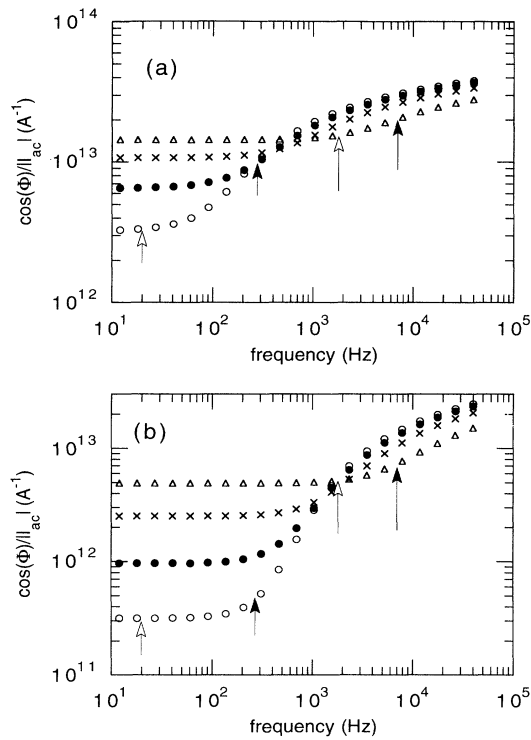 10^14
(a)
10^13
10^12
cos(Φ)/|I_ac| (A^-1)
10^1 10^2 10^3 10^4 10^5
frequency (Hz)
(b)
10^13
10^12
10^11
cos(Φ)/|I_ac| (A^-1)
10^1 10^2 10^3 10^4 10^5
frequency (Hz)